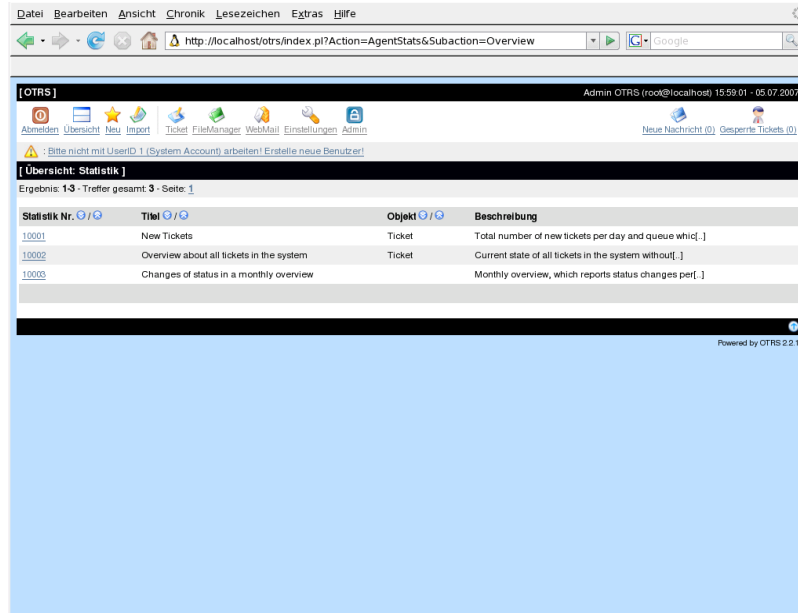 Datei Bearbeiten Ansicht Chronik Lesezeichen Extras Hilfe
http://localhost/otrs/index.pl?Action=AgentStats&Subaction=Overview G Google
[ OTRS ] Admin OTRS (root@localhost) 15:59:01 - 05.07.2007
Abmelden Übersicht Neu Import Ticket FileManager WebMail Einstellungen Admin Neue Nachricht (0) Gesperrte Tickets (0)
: Bitte nicht mit UserID 1 (System Account) arbeiten! Erstelle neue Benutzer!
[ Übersicht: Statistik ]
Ergebnis: 1-3 - Treffer gesamt: 3 - Seite: 1
Statistik Nr. / Titel / Objekt / Beschreibung
10001 New Tickets Ticket Total number of new tickets per day and queue whic[..]
10002 Overview about all tickets in the system Ticket Current state of all tickets in the system without[..]
10003 Changes of status in a monthly overview Monthly overview, which reports status changes per[..]
Powered by OTRS 2.2.1